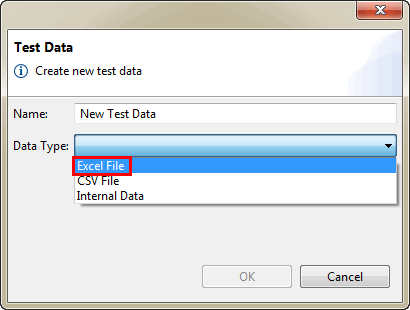 Test Data
Create new test data
Name: New Test Data
Data Type:
Excel File
CSV File
Internal Data
OK Cancel